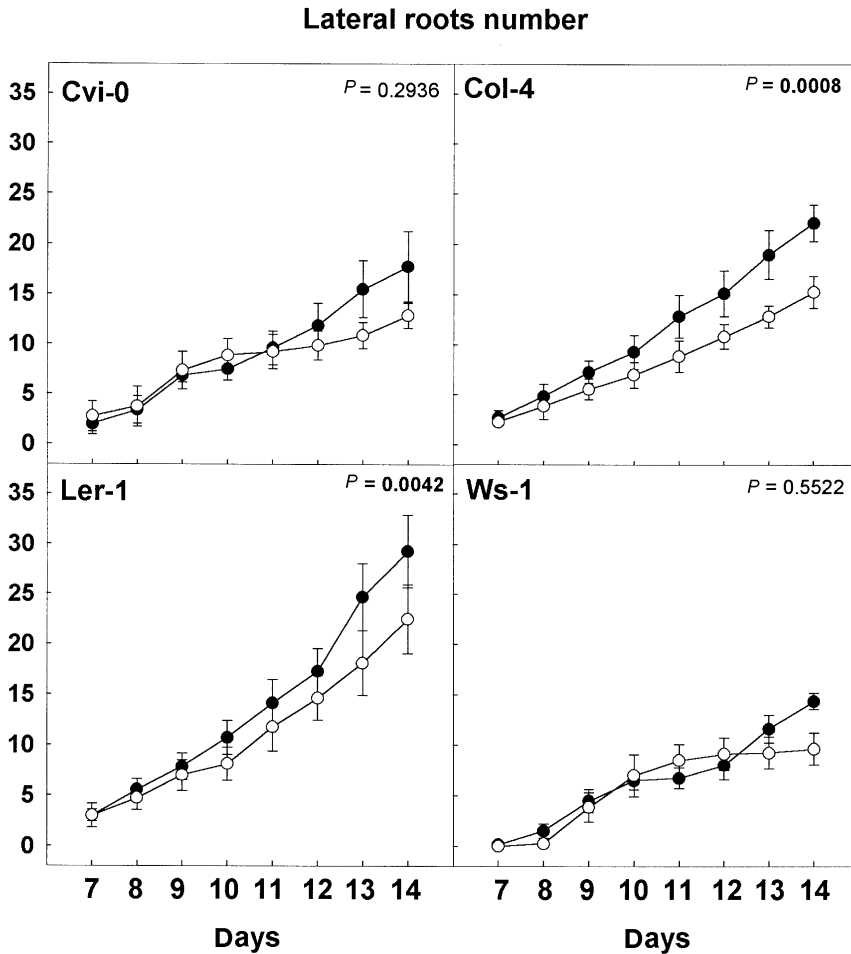 Lateral roots number
Cvi-0
P = 0.2936
Col-4
P = 0.0008
35
30
25
20
15
10
5
0
Ler-1
P = 0.0042
Ws-1
P = 0.5522
35
30
25
20
15
10
5
0
7 8 9 10 11 12 13 14
7 8 9 10 11 12 13 14
Days
Days